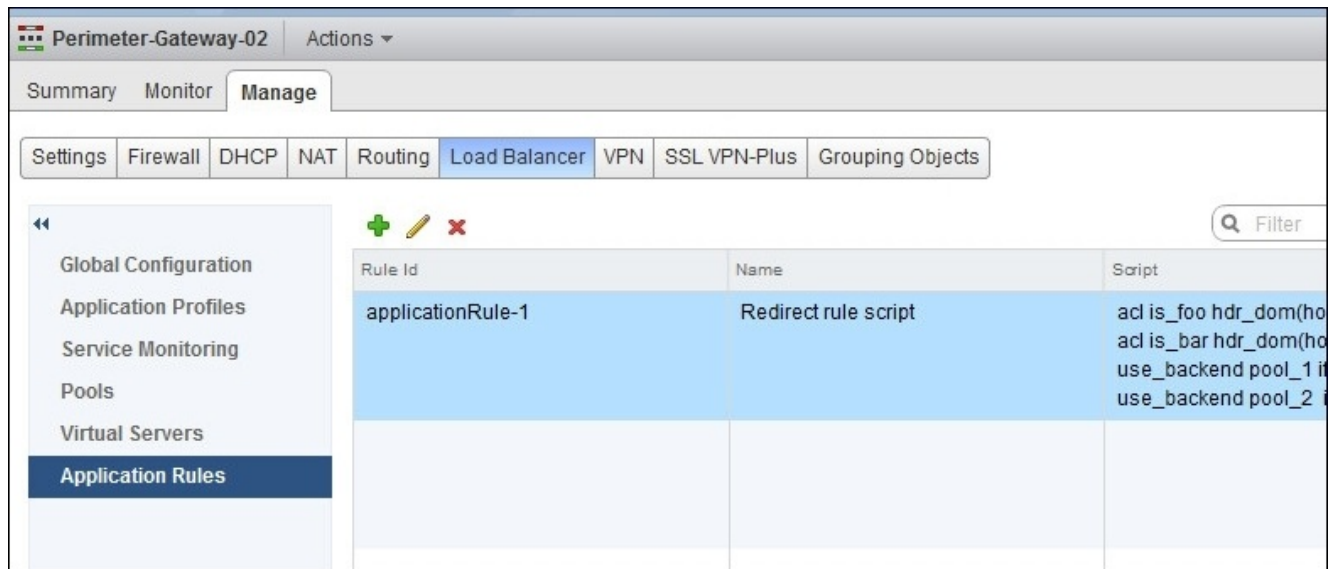 Perimeter-Gateway-02 Actions
Summary Monitor Manage
Settings Firewall DHCP NAT Routing Load Balancer VPN SSL VPN-Plus Grouping Objects
Filter
Global Configuration
Application Profiles
Service Monitoring
Pools
Virtual Servers
Application Rules
Rule Id Name Script
applicationRule-1 Redirect rule script acl is_foo hdr_dom(ho
acl is_bar hdr_dom(ho
use_backend pool_1 if
use_backend pool_2 i